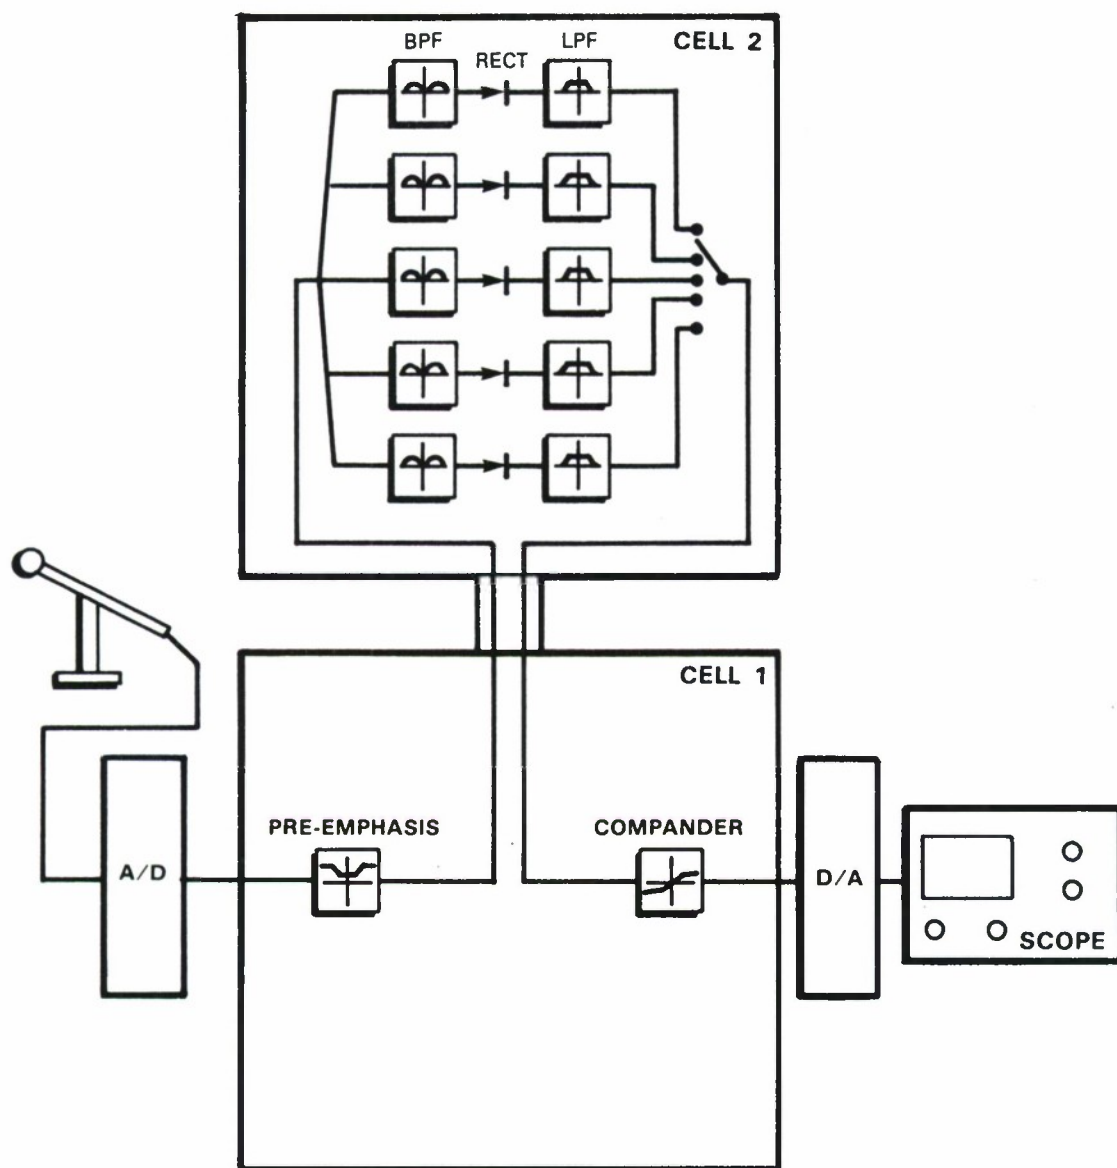 BPF
RECT
LPF
CELL 2
CELL 1
PRE-EMPHASIS
COMPANDER
A/D
D/A
SCOPE